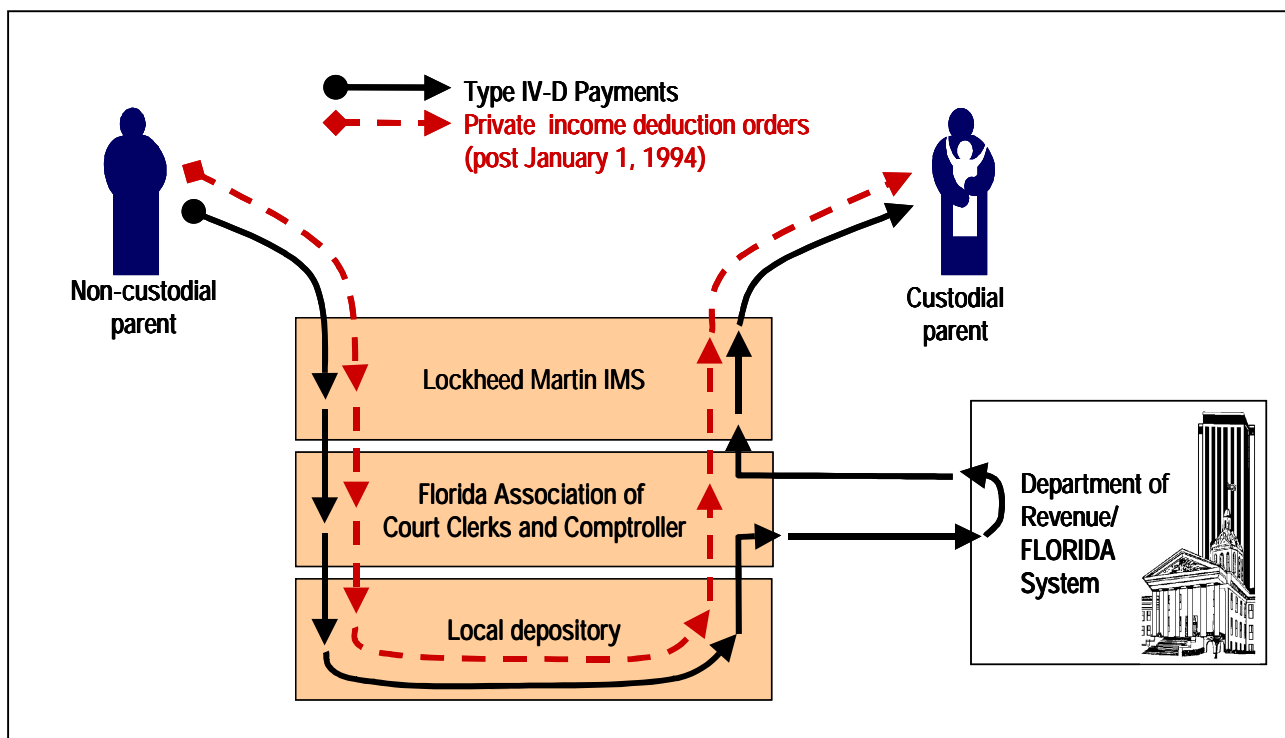 Type IV-D Payments
Private income deduction orders
(post January 1, 1994)
Non-custodial
parent
Custodial
parent
Lockheed Martin IMS
Florida Association of
Court Clerks and Comptroller
Local depository
Department of
Revenue/
FLORIDA
System